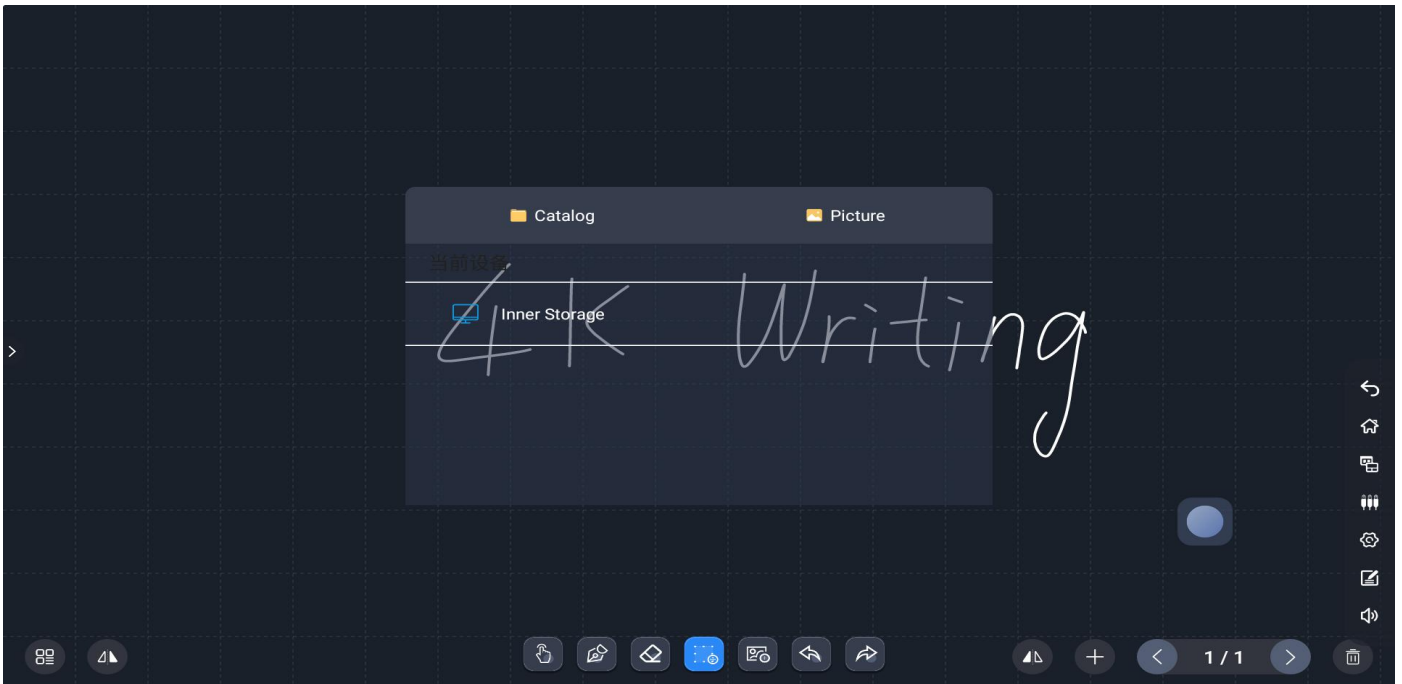 Catalog Picture
当前设备
Inner Storage
4K Writing
1/1